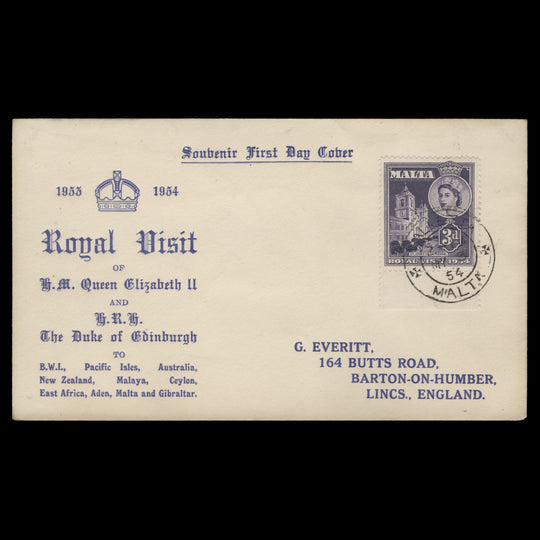 Souvenir First Day Cover
1953 1954
Royal Visit
OF
H.M. Queen Elizabeth II
AND
H.R.H.
The Duke of Edinburgh
TO
B.W.I., Pacific Isles, Australia,
New Zealand, Malaya, Ceylon,
East Africa, Aden, Malta and Gibraltar.
MALTA
3d
ROYAL VISIT 1954
54
MALTA
G. EVERITT,
164 BUTTS ROAD,
BARTON-ON-HUMBER,
LINCS., ENGLAND.